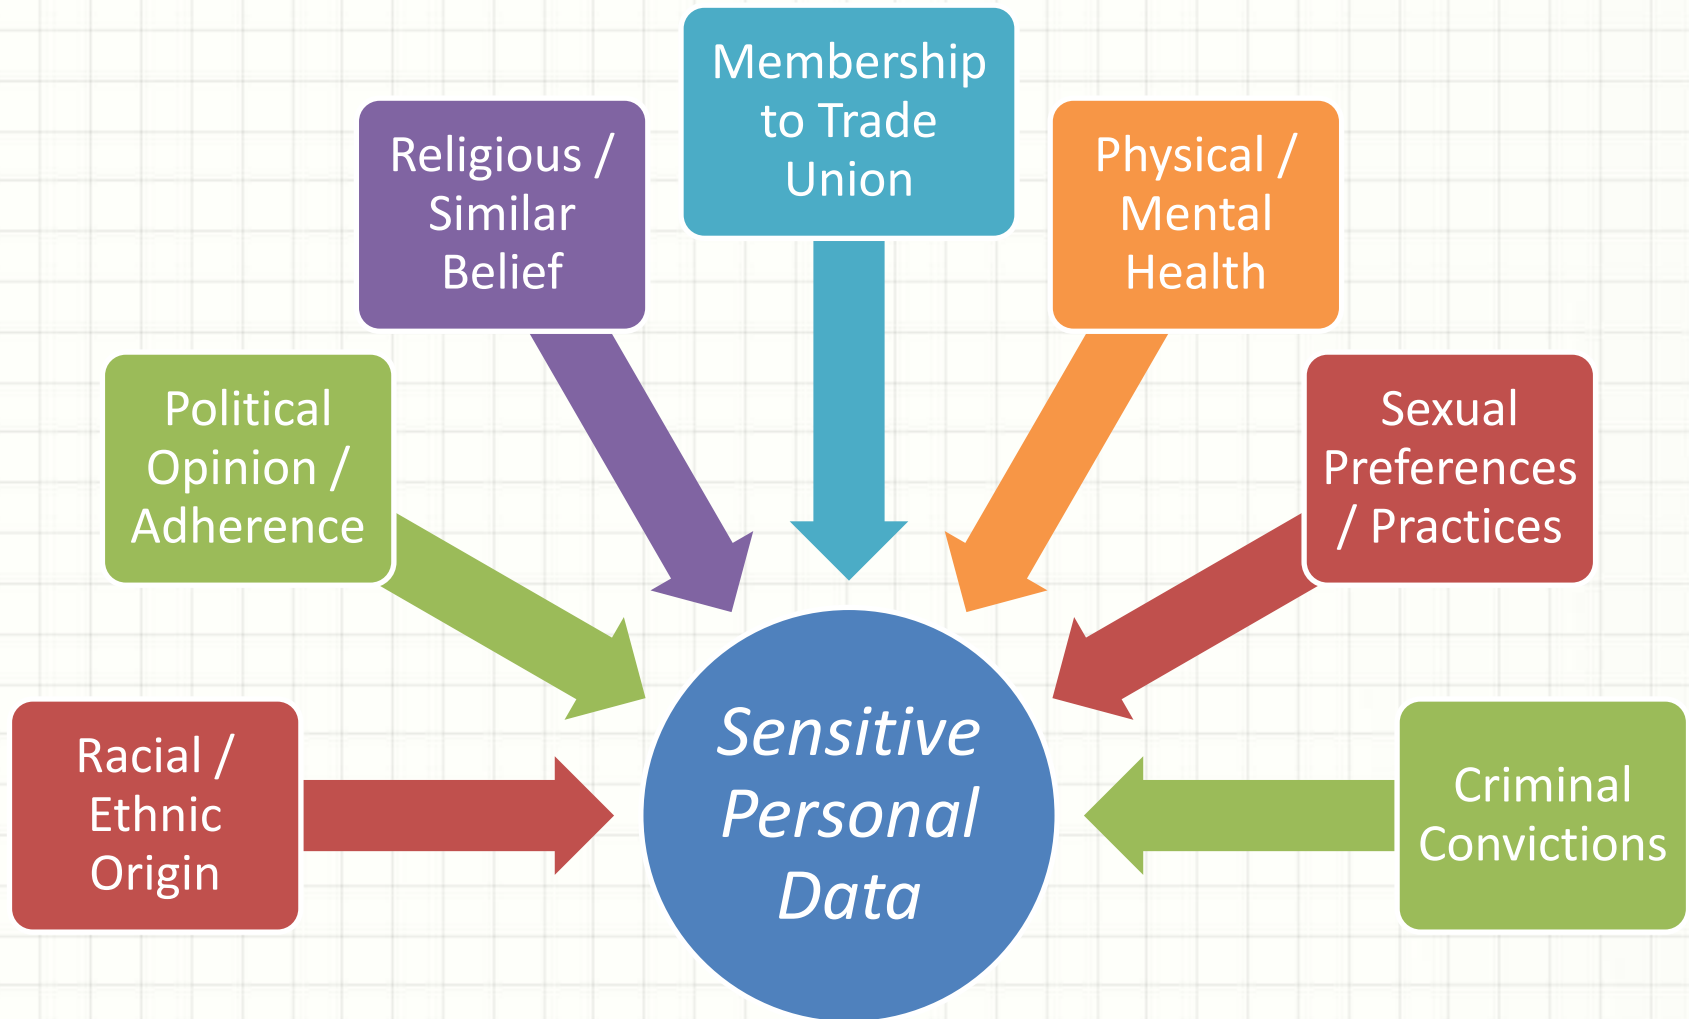 Membership
to Trade
Union
Religious /
Similar
Belief
Physical /
Mental
Health
Political
Opinion /
Adherence
Sexual
Preferences
/ Practices
Racial /
Ethnic
Origin
Sensitive
Personal
Data
Criminal
Convictions